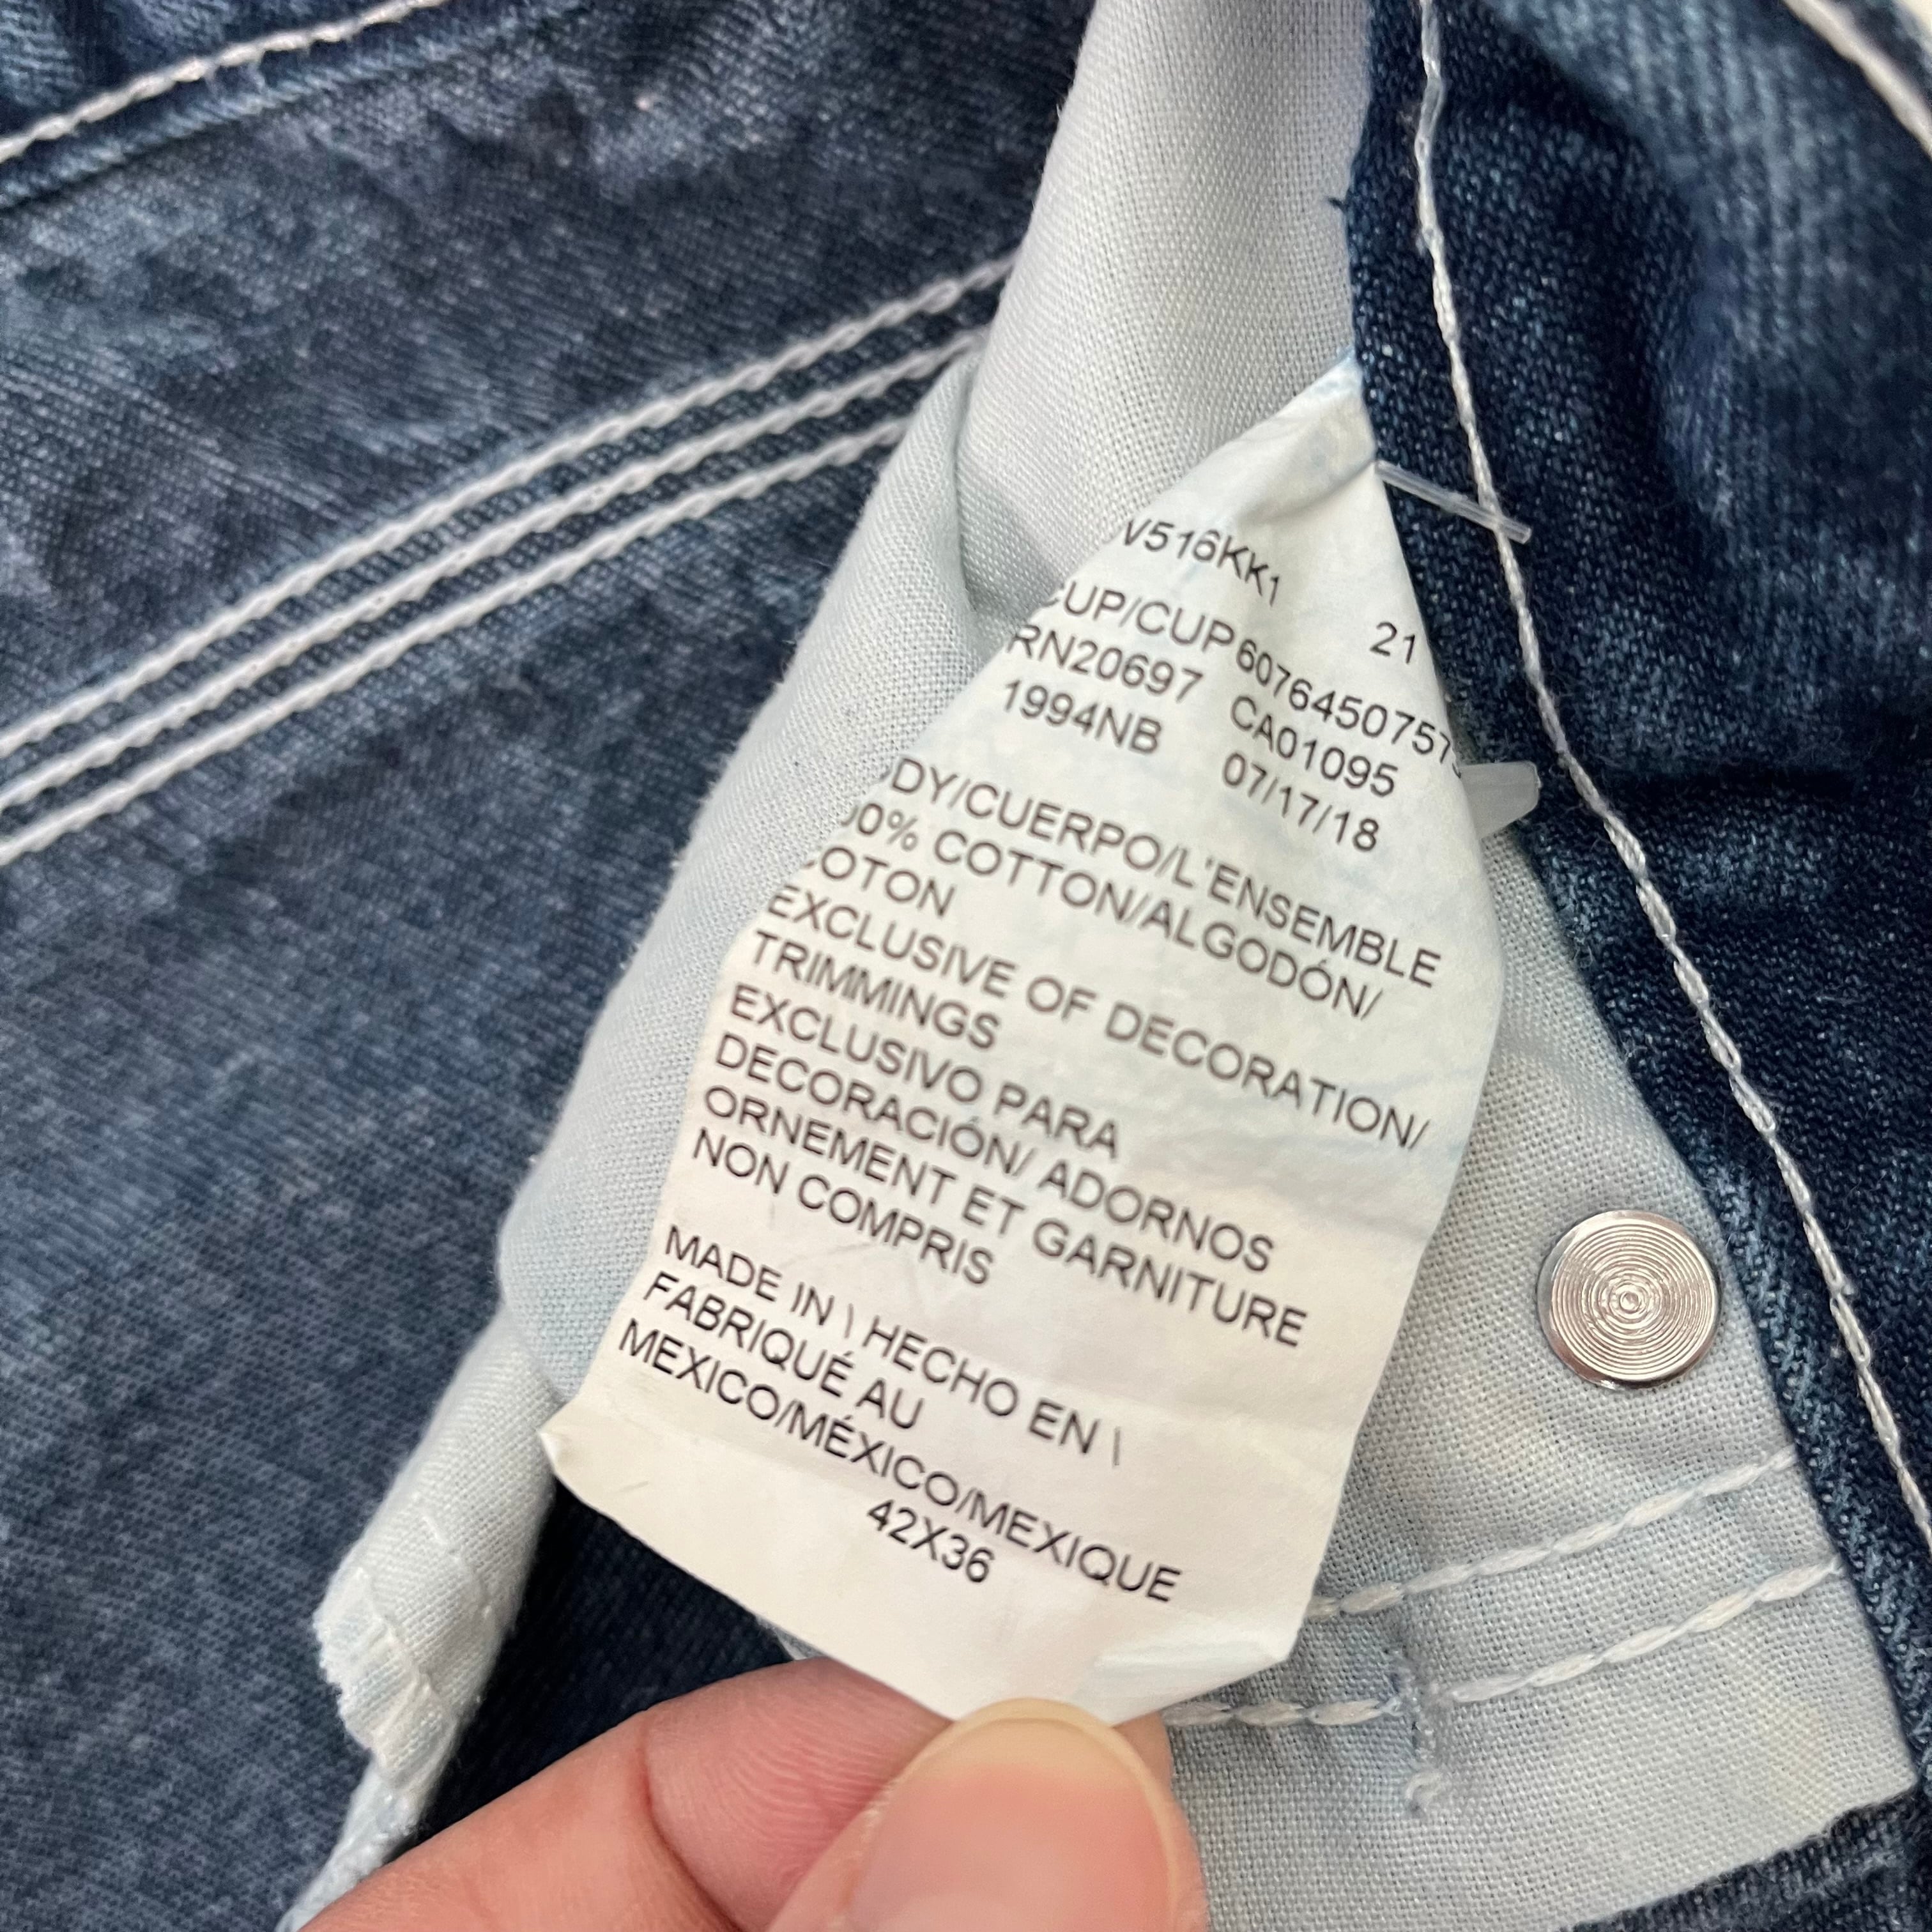 V516KK1 21
CUP/CUP 6076450757
RN20697 CA01095
1994NB 07/17/18
DY/CUERPO/L'ENSEMBLE
00% COTTON/ALGODÓN/
COTON
EXCLUSIVE OF DECORATION/
TRIMMINGS
EXCLUSIVO PARA
DECORACIÓN/ ADORNOS
ORNEMENT ET GARNITURE
NON COMPRIS
MADE IN \ HECHO EN \
FABRIQUÉ AU
MEXICO/MÉXICO/MEXIQUE
42X36